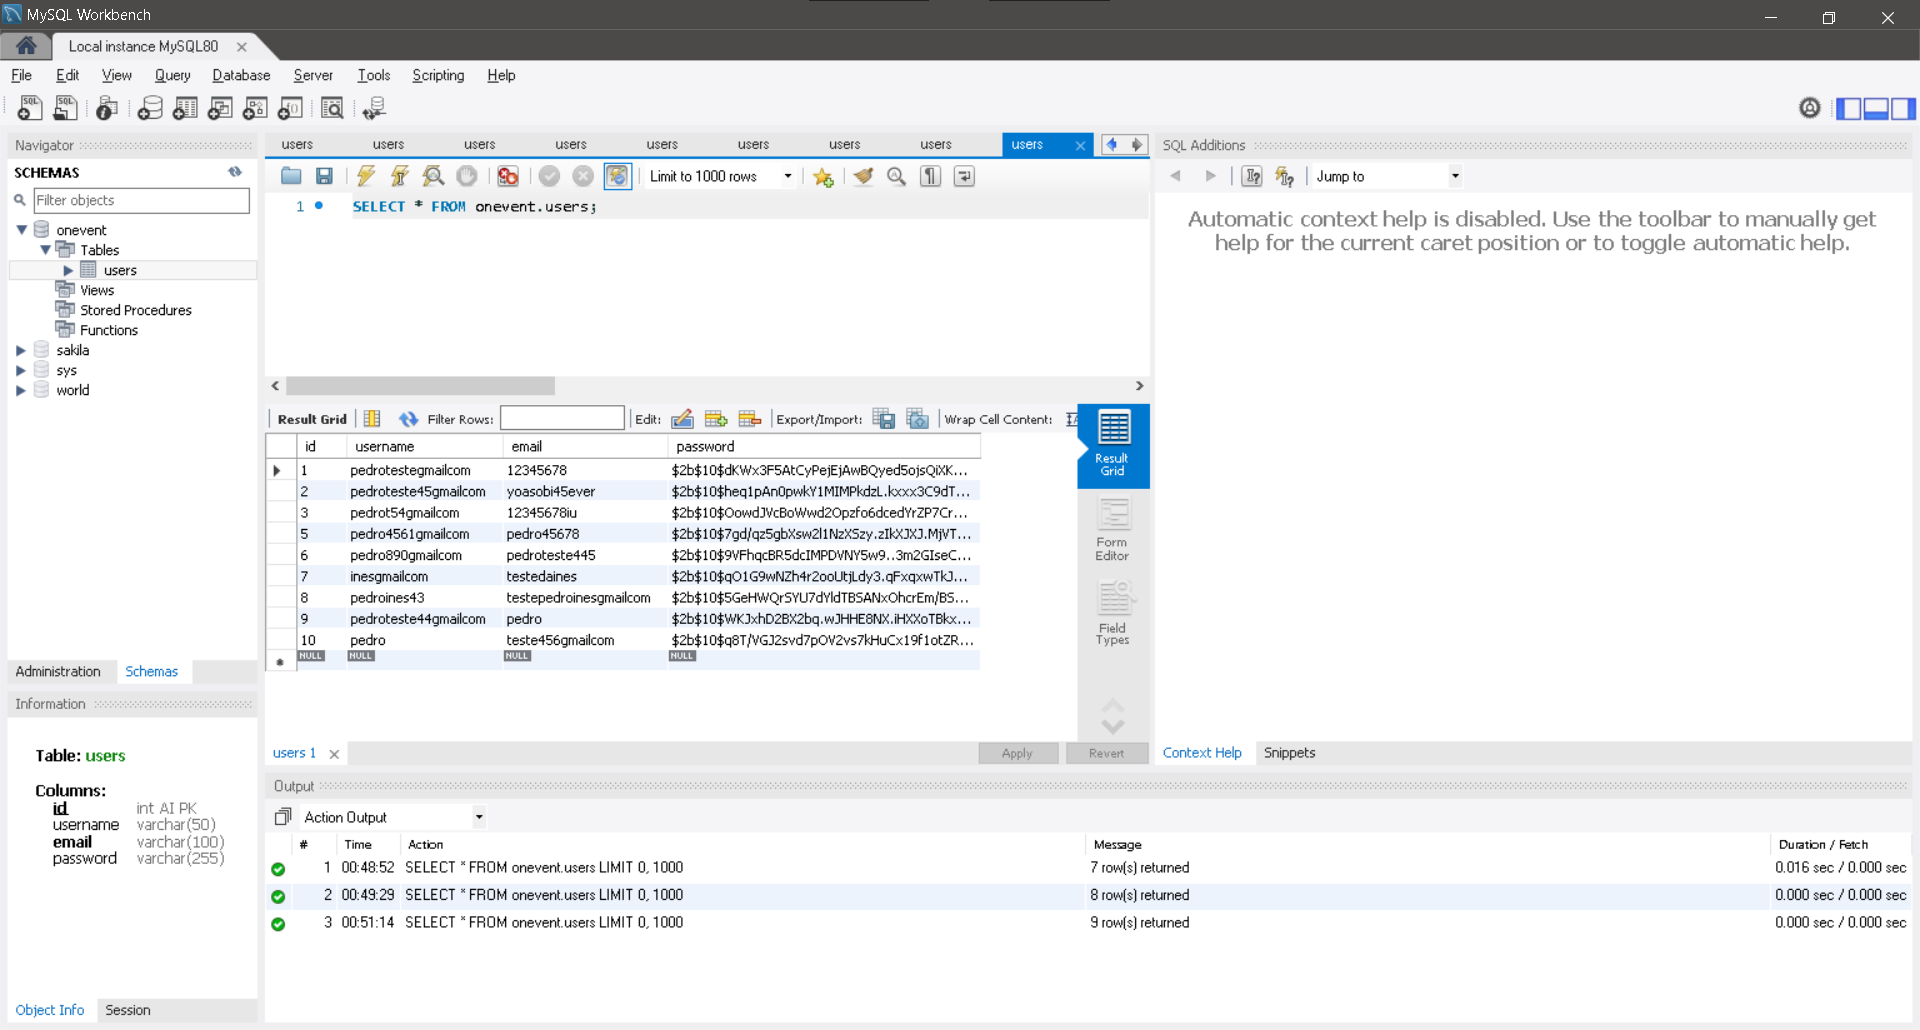 MySQL Workbench
Local instance MySQL80
File Edit View Query Database Server Tools Scripting Help
Navigator
SCHEMAS
Filter objects
onevent
Tables
users
Views
Stored Procedures
Functions
sakila
sys
world
Administration Schemas
Information
Table: users
Columns:
id int AI PK
username varchar(50)
email varchar(100)
password varchar(255)
Object Info Session
users users users users users users users users users
Limit to 1000 rows
1 SELECT * FROM onevent.users;
Result Grid Filter Rows: Edit: Export/Import: Wrap Cell Content:
id username email password
1 pedrotestegmailcom 12345678 $2b$10$dKWx3F5AtCyPejEjAwBQyed5ojsQiXK...
2 pedroteste45gmailcom yoasobi45ever $2b$10$heq1pAn0pwkY1MIMPkdzL.kxxx3C9dT...
3 pedrot54gmailcom 12345678iu $2b$10$OowdJVcBoWwd2Opzfo6dcedYrZP7Cr...
5 pedro4561gmailcom pedro45678 $2b$10$7gd/qz5gbXsw2l1NzXSzy.zIkXJXJ.MjVT...
6 pedro890gmailcom pedroteste445 $2b$10$9VFhqcBR5dcIMPDVNY5w9..3m2GIseC...
7 inesgmailcom testedaines $2b$10$qO1G9wNZh4r2ooUtjLdy3.qFxqxwTkJ...
8 pedroines43 testepedroinesgmailcom $2b$10$5GeHWQrSYU7dYldTBSANxOhcrEm/BS...
9 pedroteste44gmailcom pedro $2b$10$WKJxhD2BX2bq.wJHHE8NX.iHXXoTBkx...
10 pedro teste456gmailcom $2b$10$q8T/VGJ2svd7pOV2vs7kHuCx19f1otZR...
NULL NULL NULL NULL
Result
Grid
Form
Editor
Field
Types
users 1 Apply Revert
SQL Additions
Jump to
Automatic context help is disabled. Use the toolbar to manually get
help for the current caret position or to toggle automatic help.
Context Help Snippets
Output
Action Output
# Time Action Message Duration / Fetch
1 00:48:52 SELECT * FROM onevent.users LIMIT 0, 1000 7 row(s) returned 0.016 sec / 0.000 sec
2 00:49:29 SELECT * FROM onevent.users LIMIT 0, 1000 8 row(s) returned 0.000 sec / 0.000 sec
3 00:51:14 SELECT * FROM onevent.users LIMIT 0, 1000 9 row(s) returned 0.000 sec / 0.000 sec